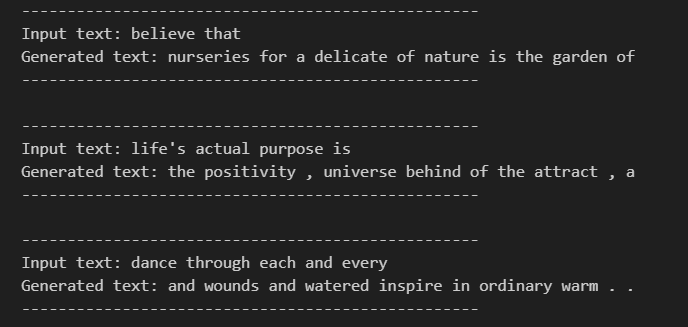 --------------------------------------------------
Input text: believe that
Generated text: nurseries for a delicate of nature is the garden of
--------------------------------------------------
--------------------------------------------------
Input text: life's actual purpose is
Generated text: the positivity , universe behind of the attract , a
--------------------------------------------------
--------------------------------------------------
Input text: dance through each and every
Generated text: and wounds and watered inspire in ordinary warm . .
--------------------------------------------------